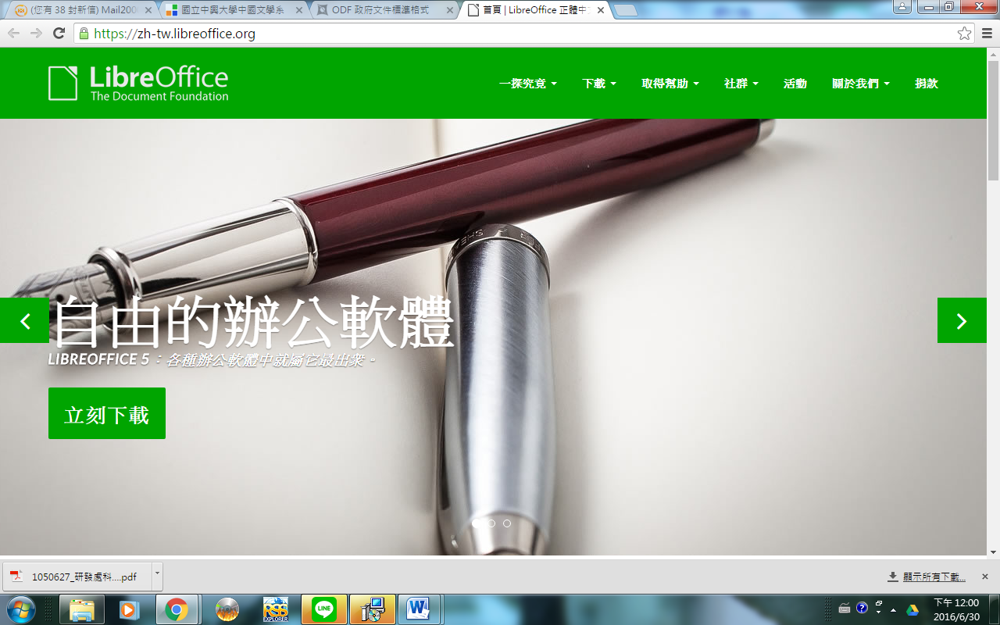 (您有 38 封新信) Mail200
國立中興大學中國文學系
ODF 政府文件標準格式
首頁 | LibreOffice 正體中
https://zh-tw.libreoffice.org
LibreOffice
The Document Foundation
一探究竟
下載
取得幫助
社群
活動
關於我們
捐款
自由的辦公軟體
LIBREOFFICE 5：各種辦公軟體中就屬它最出眾。
立刻下載
1050627_研發處科....pdf
顯示所有下載...
RSB
EXPLORER
LINE
W
下午 12:00
2016/6/30